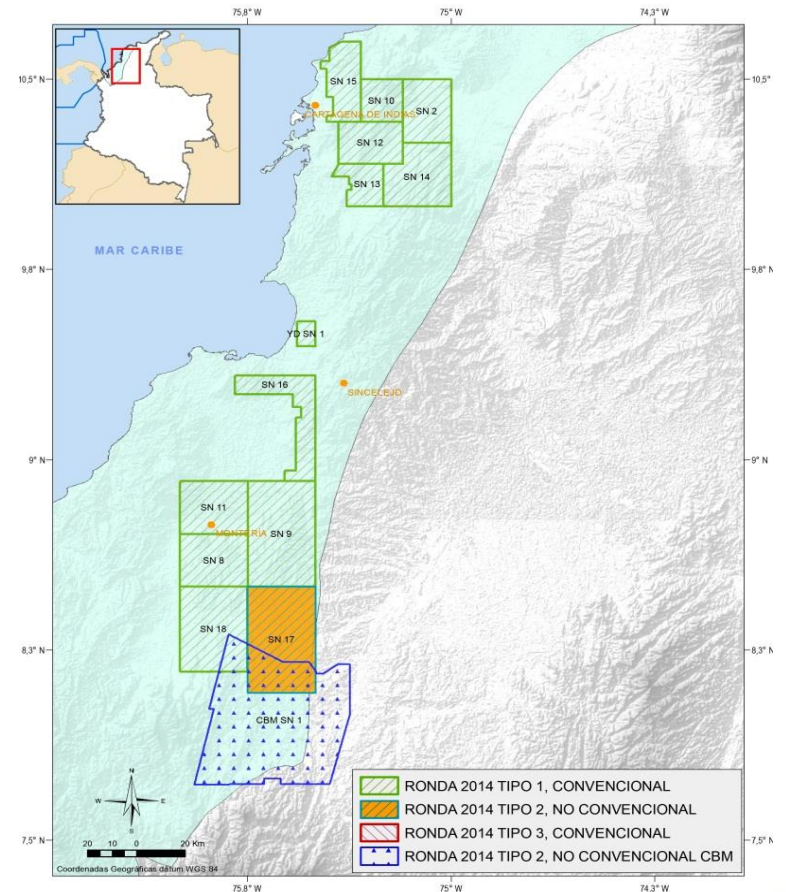 75,8° W 75° W 74,3° W
10,5° 10,5°
SN 15
SN 10
SN 2
CARTAGENA DE INDIAS
SN 12
SN 13
SN 14
MAR CARIBE
9,8° 9,8° N
YD SN 1
SN 16
SINCELEJO
9° 9° N
SN 11
MONTERÍA
SN 9
SN 8
SN 18
SN 17
8,3° 8,3° N
CBM SN 1
N
W E
S
RONDA 2014 TIPO 1, CONVENCIONAL
RONDA 2014 TIPO 2, NO CONVENCIONAL
RONDA 2014 TIPO 3, CONVENCIONAL
RONDA 2014 TIPO 2, NO CONVENCIONAL CBM
7,5° 7,5° N
20 10 0 20 Km
Coordenadas Geográficas dátum WGS 84
75,8° W 75° W 74,3° W